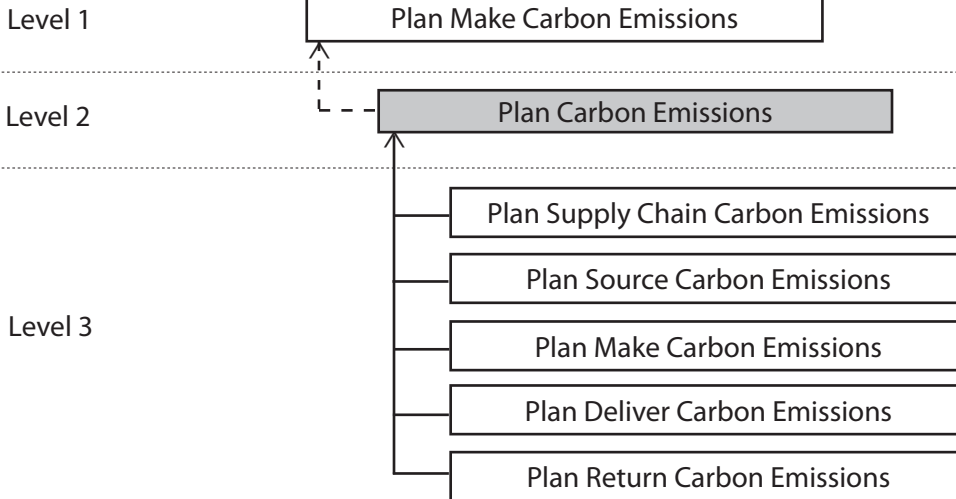 Level 1
Plan Make Carbon Emissions
Level 2
Plan Carbon Emissions
Level 3
Plan Supply Chain Carbon Emissions
Plan Source Carbon Emissions
Plan Make Carbon Emissions
Plan Deliver Carbon Emissions
Plan Return Carbon Emissions